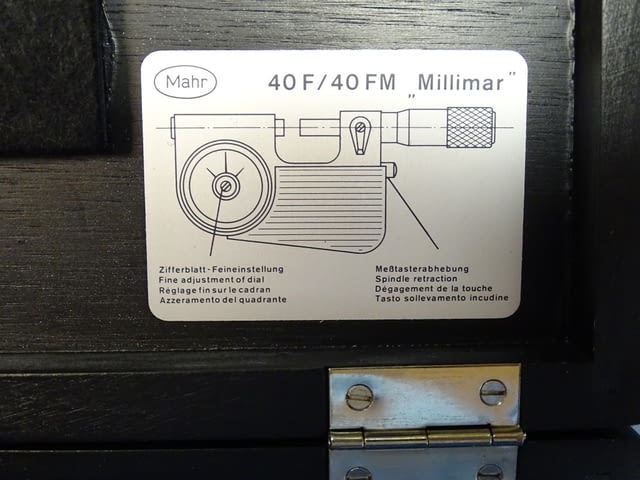 Mahr
40 F/40 FM „Millimar"
Zifferblatt-Feineinstellung
Fine adjustment of dial
Réglage fin sur le cadran
Azzeramento del quadrante
Meßtasterabhebung
Spindle retraction
Dégagement de la touche
Tasto sollevamento incudine